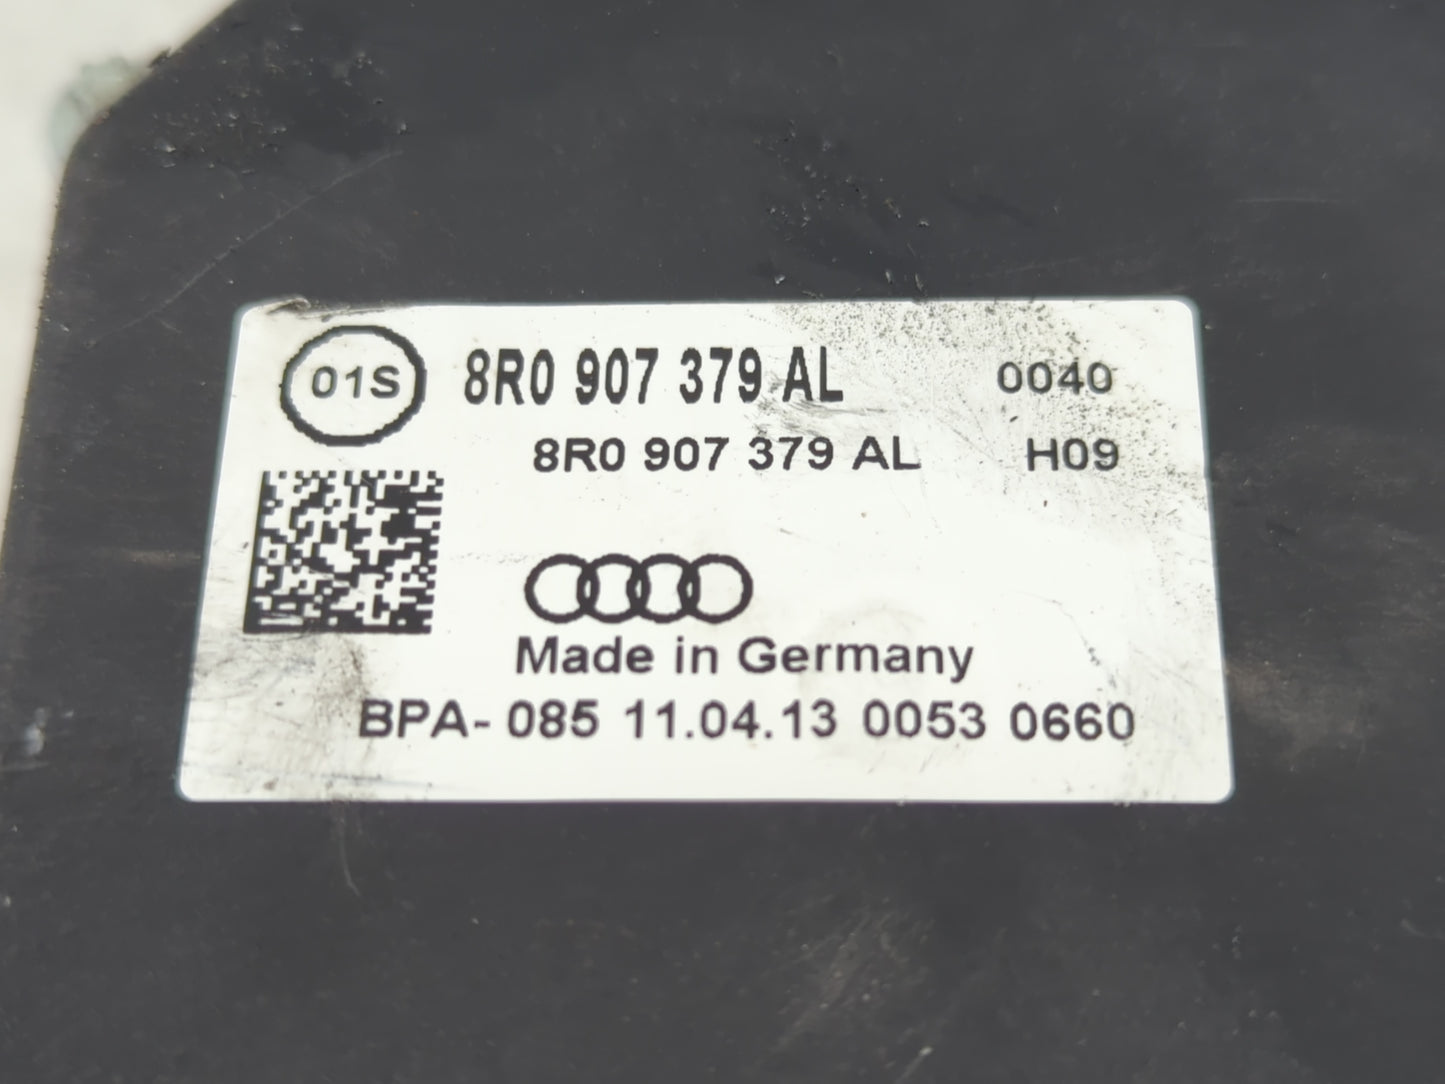 01S 8R0 907 379 AL 0040
8R0 907 379 AL H09
Made in Germany
BPA- 085 11.04.13 0053 0660